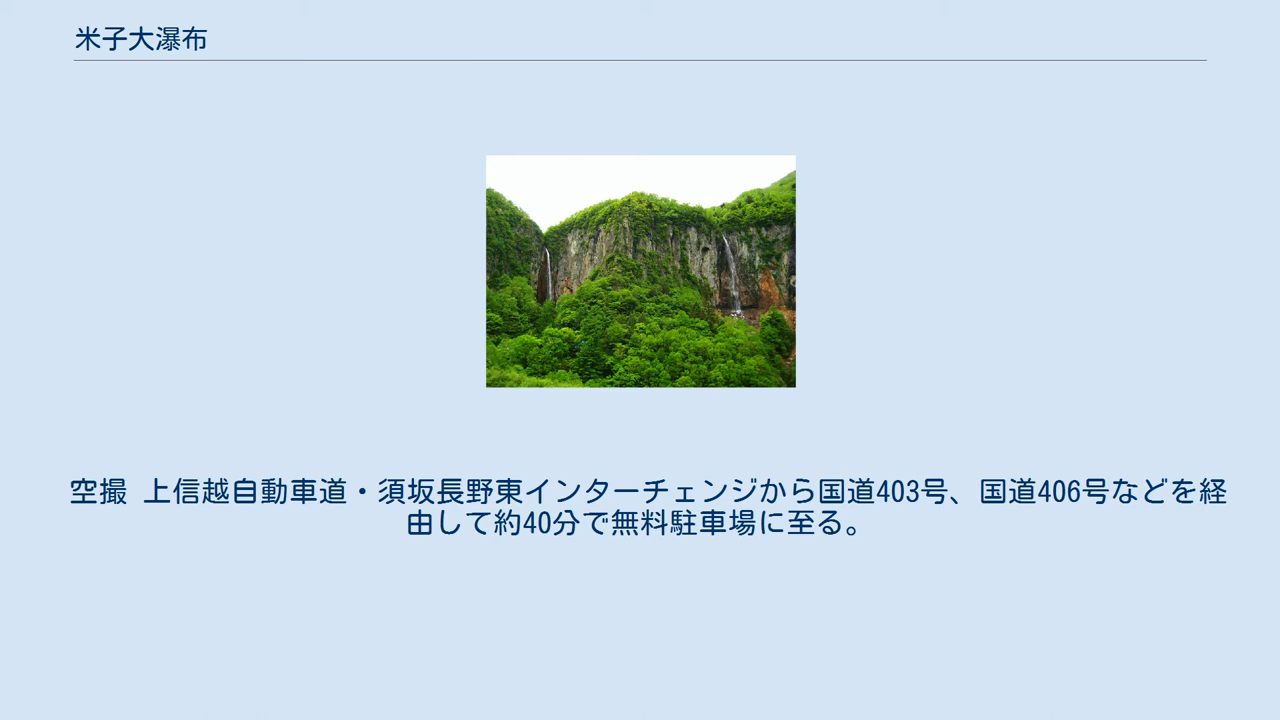 米子大瀑布
空撮 上信越自動車道・須坂長野東インターチェンジから国道403号、国道406号などを経
由して約40分で無料駐車場に至る。